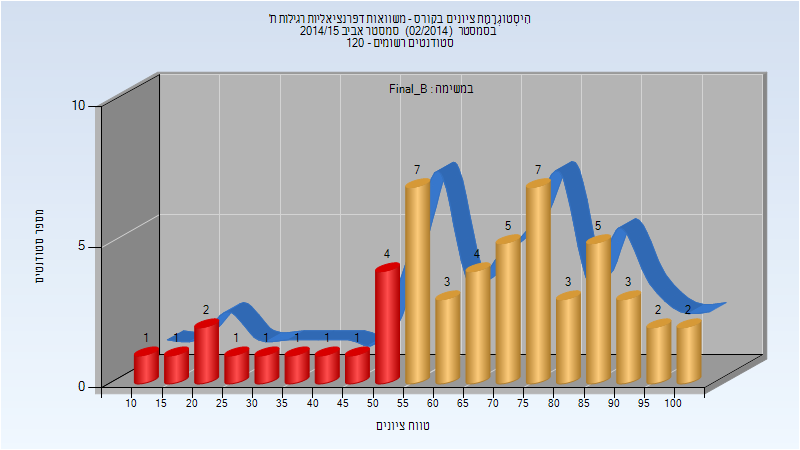 היסטוגרמת ציונים בקורס - משוואות דפרנציאליות רגילות ת'
בסמסטר (02/2014) סמסטר אביב 2014/15
סטודנטים רשומים - 120
במשימה : Final_B
מספר סטודנטים
10
5
0
1 1 2 1 1 1 1 1 4 7 3 4 5 7 3 5 3 2 2
10 15 20 25 30 35 40 45 50 55 60 65 70 75 80 85 90 95 100
טווח ציונים